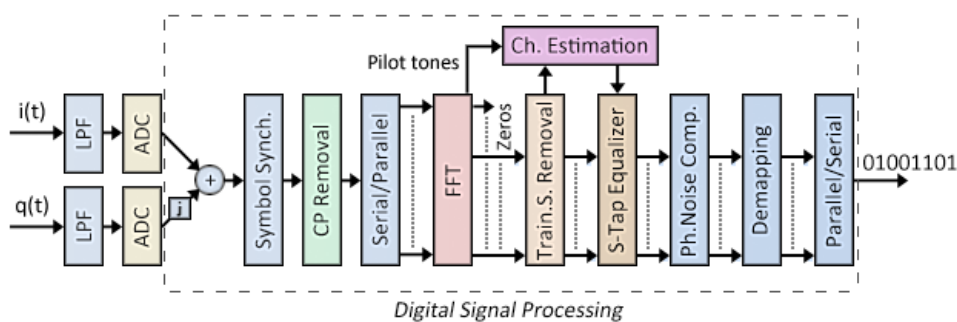 Ch. Estimation
Pilot tones
i(t)
LPF
ADC
q(t)
LPF
ADC
j
+
Symbol Synch.
CP Removal
Serial/Parallel
FFT
Zeros
Train.S. Removal
S-Tap Equalizer
Ph.Noise Comp.
Demapping
Parallel/Serial
01001101
Digital Signal Processing